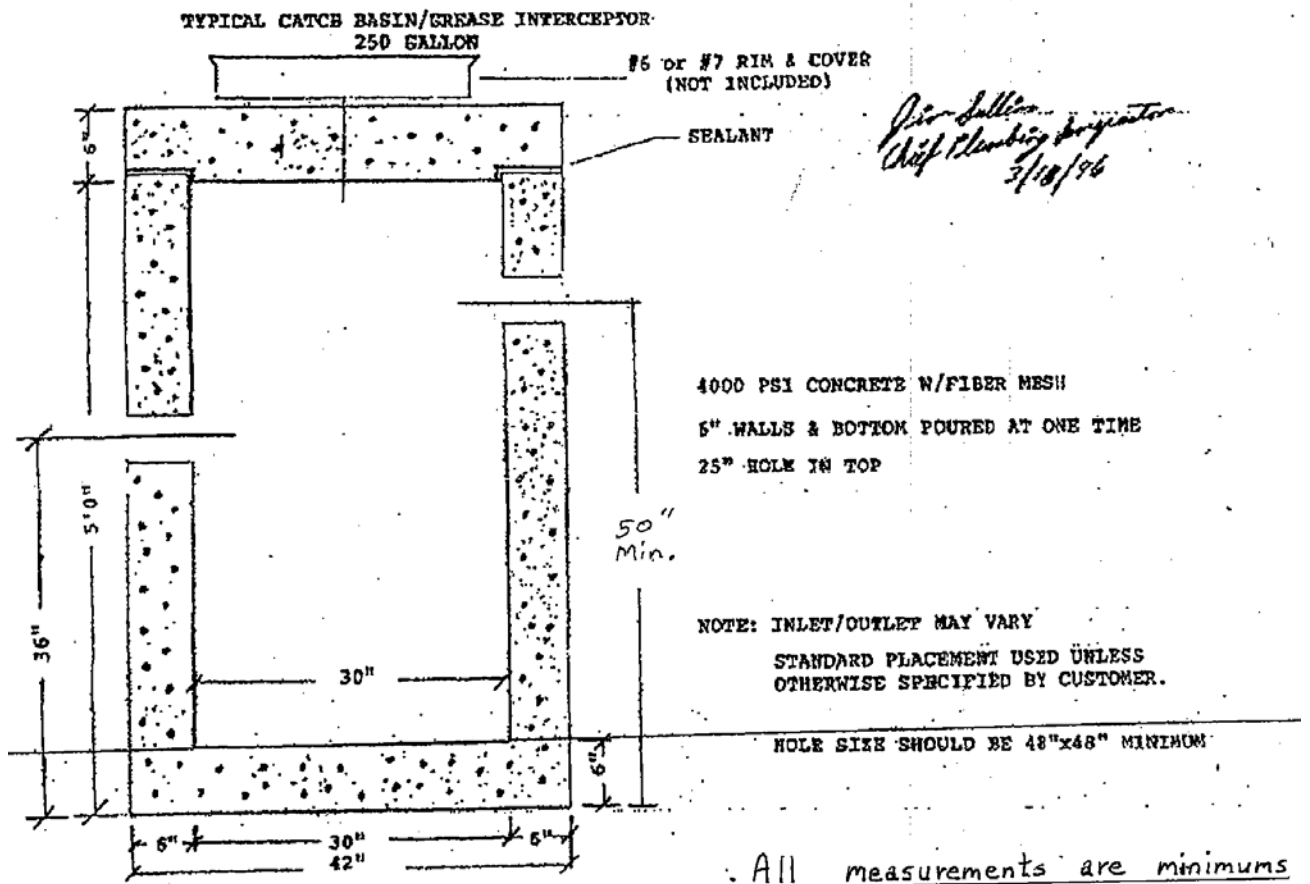 TYPICAL CATCH BASIN/GREASE INTERCEPTOR
250 GALLON
#6 or #7 RIM & COVER
(NOT INCLUDED)
SEALANT
Chief Plumbing
3/18/96
6"
4000 PSI CONCRETE W/FIBER MESH
6" WALLS & BOTTOM POURED AT ONE TIME
25" HOLE IN TOP
5'0"
50"
Min.
36"
30"
NOTE: INLET/OUTLET MAY VARY
STANDARD PLACEMENT USED UNLESS
OTHERWISE SPECIFIED BY CUSTOMER.
HOLE SIZE SHOULD BE 48"x48" MINIMUM
6"
6"
30"
6"
42"
All measurements are minimums